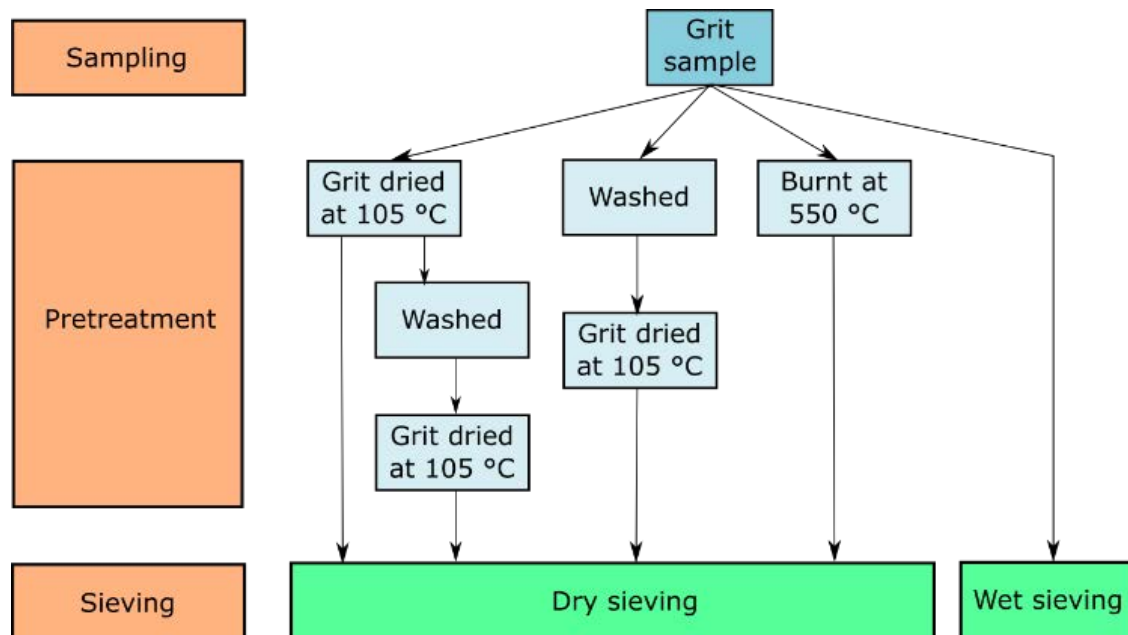 Sampling
Grit
sample
Pretreatment
Grit dried
at 105 °C
Washed
Burnt at
550 °C
Washed
Grit dried
at 105 °C
Grit dried
at 105 °C
Sieving
Dry sieving
Wet sieving